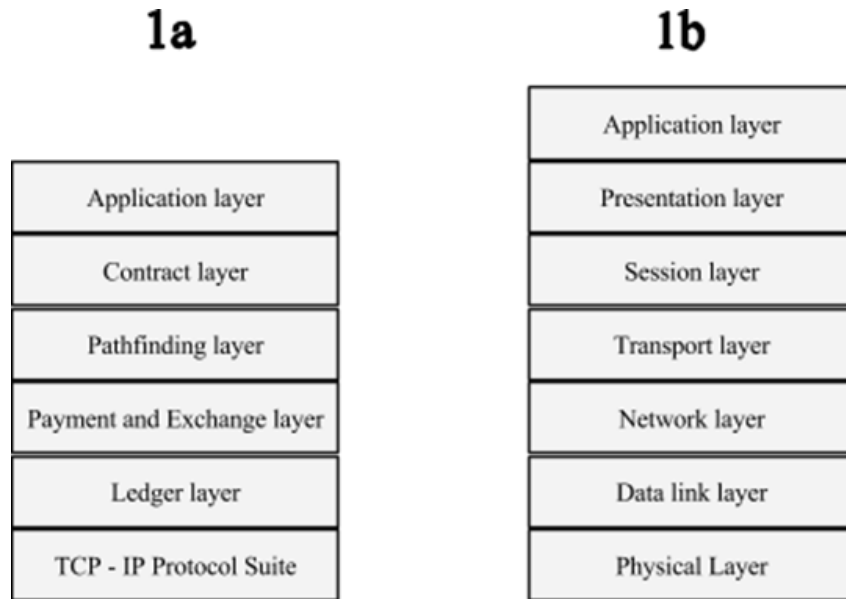 1a
Application layer
Contract layer
Pathfinding layer
Payment and Exchange layer
Ledger layer
TCP - IP Protocol Suite
1b
Application layer
Presentation layer
Session layer
Transport layer
Network layer
Data link layer
Physical Layer